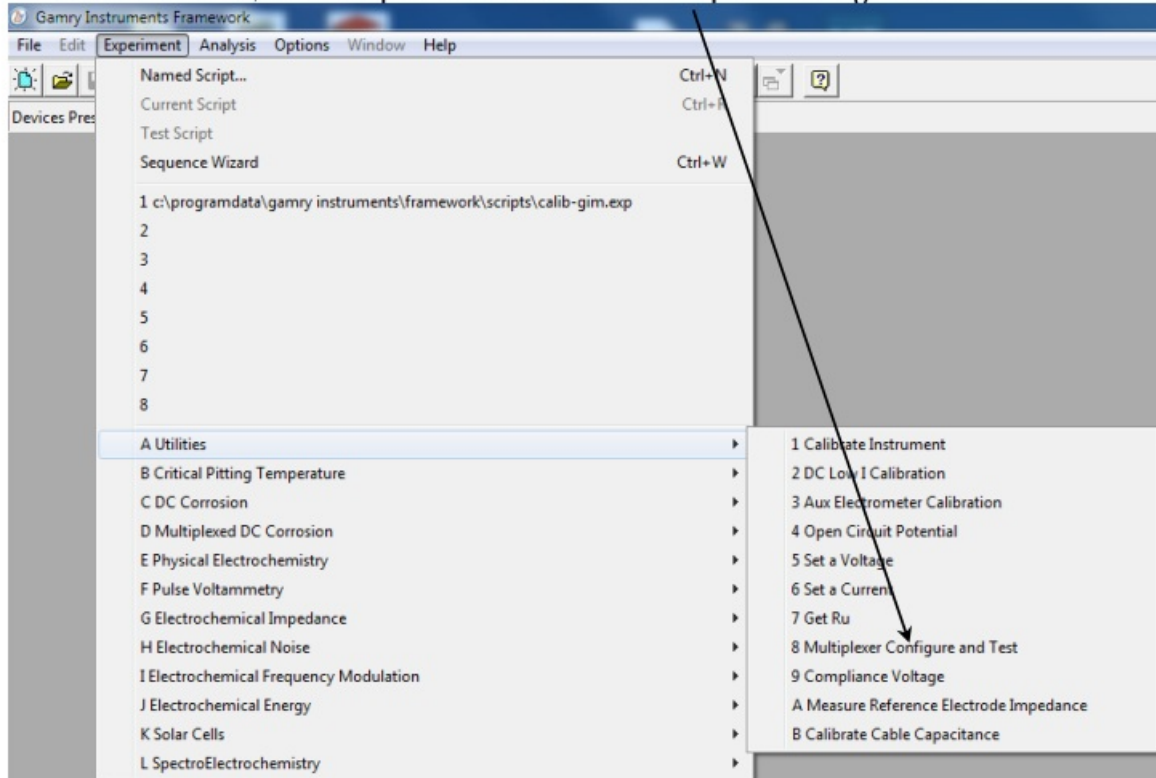 Gamry Instruments Framework
File Edit Experiment Analysis Options Window Help
Devices Pres
Named Script... Ctrl+N
Current Script Ctrl+R
Test Script
Sequence Wizard Ctrl+W
1 c:\programdata\gamry instruments\framework\scripts\calib-gim.exp
2
3
4
5
6
7
8
A Utilities
B Critical Pitting Temperature
C DC Corrosion
D Multiplexed DC Corrosion
E Physical Electrochemistry
F Pulse Voltammetry
G Electrochemical Impedance
H Electrochemical Noise
I Electrochemical Frequency Modulation
J Electrochemical Energy
K Solar Cells
L SpectroElectrochemistry
1 Calibrate Instrument
2 DC Low I Calibration
3 Aux Electrometer Calibration
4 Open Circuit Potential
5 Set a Voltage
6 Set a Current
7 Get Ru
8 Multiplexer Configure and Test
9 Compliance Voltage
A Measure Reference Electrode Impedance
B Calibrate Cable Capacitance